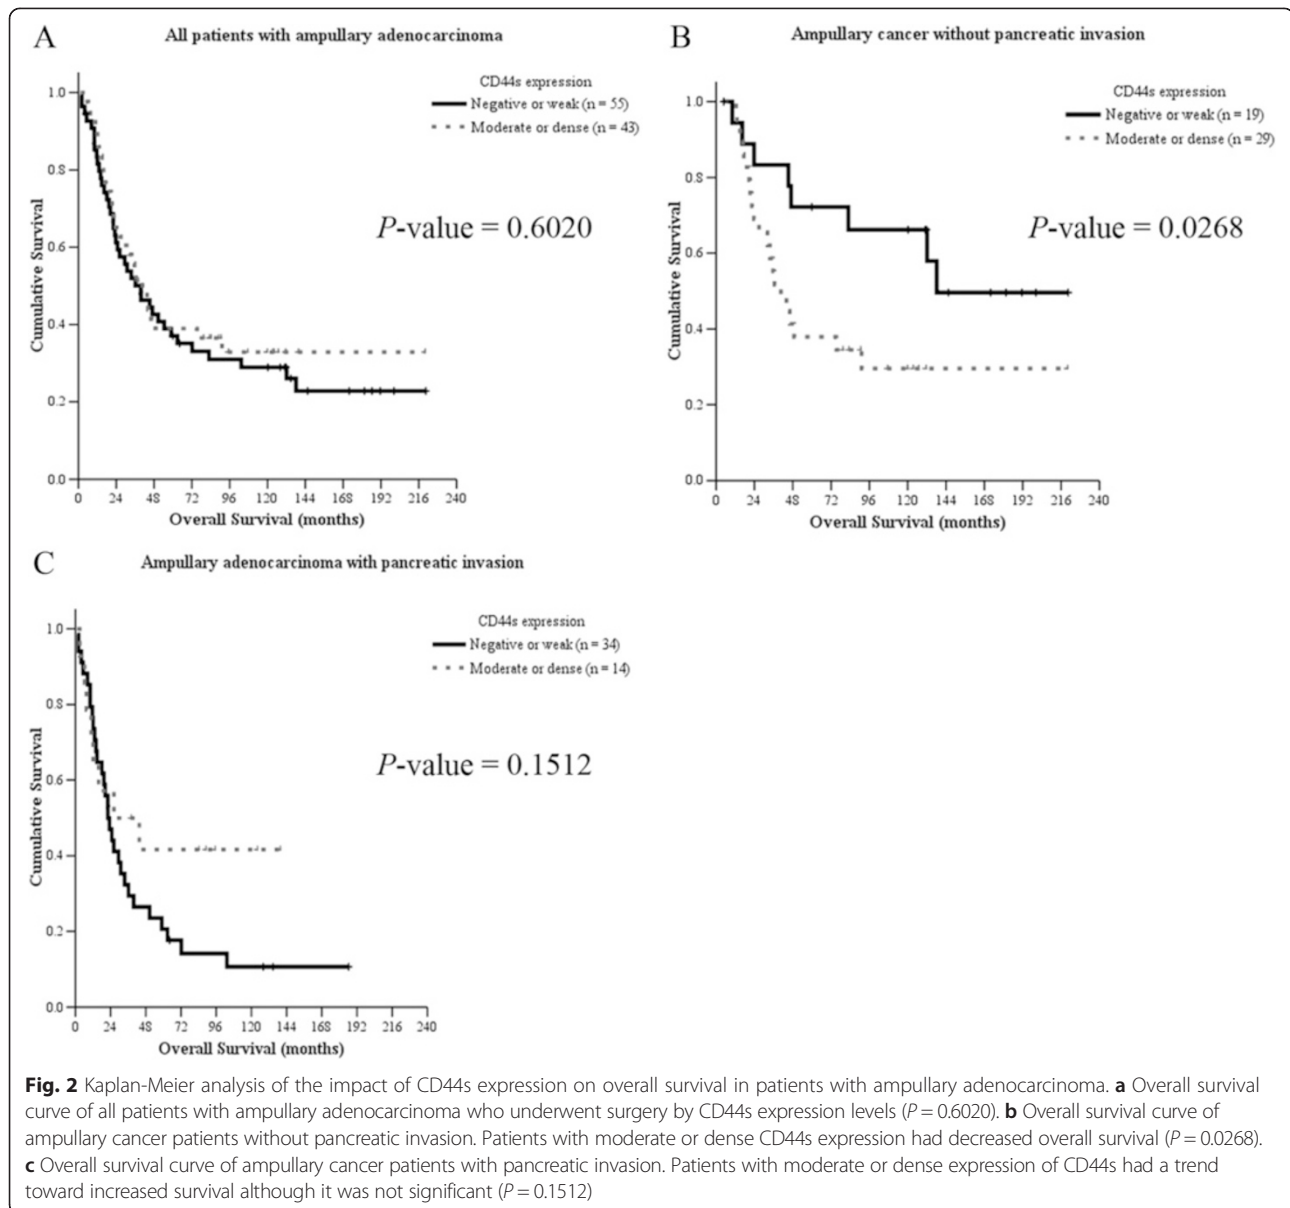 A
All patients with ampullary adenocarcinoma
CD44s expression
Negative or weak (n = 55)
Moderate or dense (n = 43)
P-value = 0.6020
Cumulative Survival
1.0
0.8
0.6
0.4
0.2
0.0
0 24 48 72 96 120 144 168 192 216 240
Overall Survival (months)
B
Ampullary cancer without pancreatic invasion
CD44s expression
Negative or weak (n = 19)
Moderate or dense (n = 29)
P-value = 0.0268
Cumulative Survival
1.0
0.8
0.6
0.4
0.2
0.0
0 24 48 72 96 120 144 168 192 216 240
Overall Survival (months)
C
Ampullary adenocarcinoma with pancreatic invasion
CD44s expression
Negative or weak (n = 34)
Moderate or dense (n = 14)
P-value = 0.1512
Cumulative Survival
1.0
0.8
0.6
0.4
0.2
0.0
0 24 48 72 96 120 144 168 192 216 240
Overall Survival (months)
Fig. 2 Kaplan-Meier analysis of the impact of CD44s expression on overall survival in patients with ampullary adenocarcinoma. a Overall survival
curve of all patients with ampullary adenocarcinoma who underwent surgery by CD44s expression levels (P = 0.6020). b Overall survival curve of
ampullary cancer patients without pancreatic invasion. Patients with moderate or dense CD44s expression had decreased overall survival (P = 0.0268).
c Overall survival curve of ampullary cancer patients with pancreatic invasion. Patients with moderate or dense expression of CD44s had a trend
toward increased survival although it was not significant (P = 0.1512)